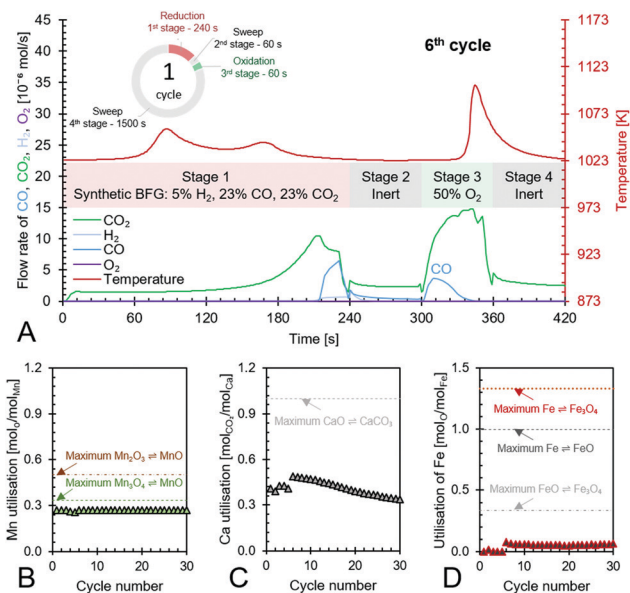 Reduction
1st stage - 240 s
Sweep
2nd stage - 60 s
Oxidation
3rd stage - 60 s
1
cycle
Sweep
4th stage - 1500 s
6th cycle
Flow rate of CO, CO₂, H₂, O₂ [10⁻⁶ mol/s]
45
40
35
30
25
20
15
10
5
0
Temperature [K]
1173
1123
1073
1023
973
923
873
Stage 1
Synthetic BFG: 5% H₂, 23% CO, 23% CO₂
Stage 2
Inert
Stage 3
50% O₂
Stage 4
Inert
CO₂
H₂
CO
O₂
Temperature
CO
0 60 120 180 240 300 360 420
Time [s]
A
Mn utilisation [molO/molMn]
1.2
0.9
0.6
0.3
0.0
Maximum Mn₂O₃ ⇌ MnO
Maximum Mn₃O₄ ⇌ MnO
0 10 20 30
Cycle number
B
Ca utilisation [molCO₂/molCa]
1.2
0.9
0.6
0.3
0.0
Maximum CaO ⇌ CaCO₃
0 10 20 30
Cycle number
C
Utilisation of Fe [molO/molFe]
1.5
1.0
0.5
0.0
Maximum Fe ⇌ Fe₃O₄
Maximum Fe ⇌ FeO
Maximum FeO ⇌ Fe₃O₄
0 10 20 30
Cycle number
D